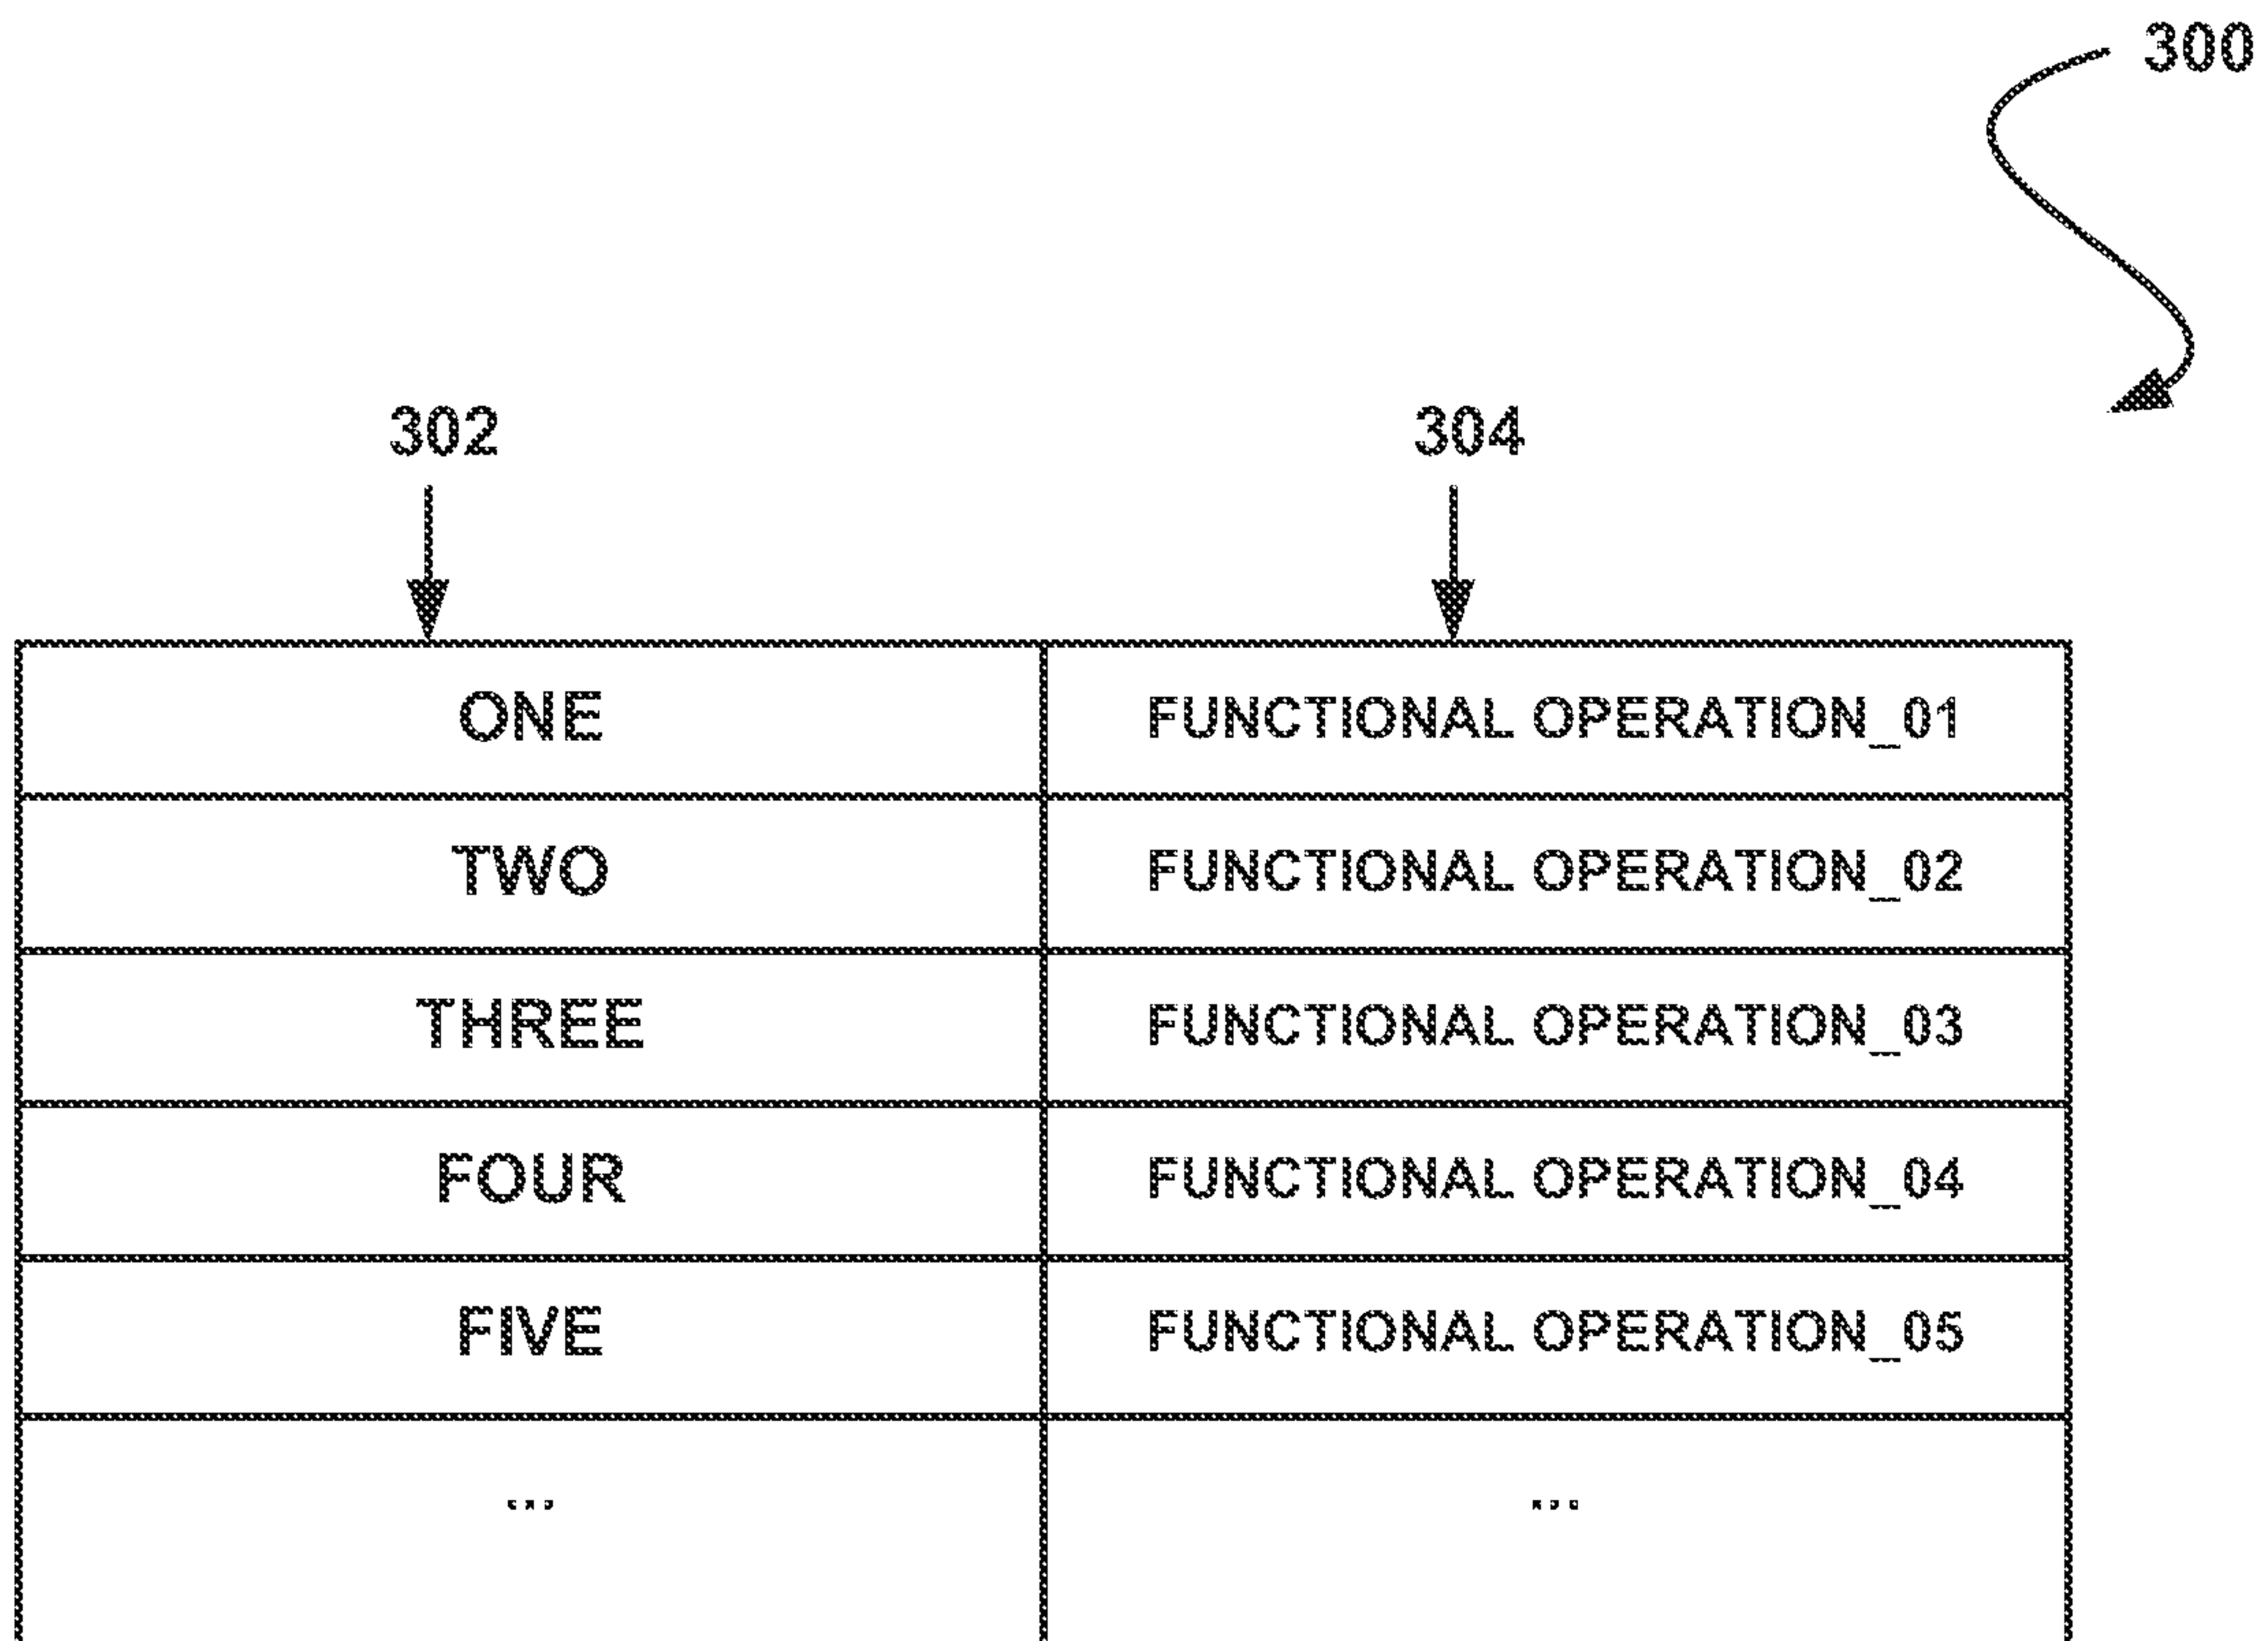 300
302 304
ONE FUNCTIONAL OPERATION_01
TWO FUNCTIONAL OPERATION_02
THREE FUNCTIONAL OPERATION_03
FOUR FUNCTIONAL OPERATION_04
FIVE FUNCTIONAL OPERATION_05
... ...